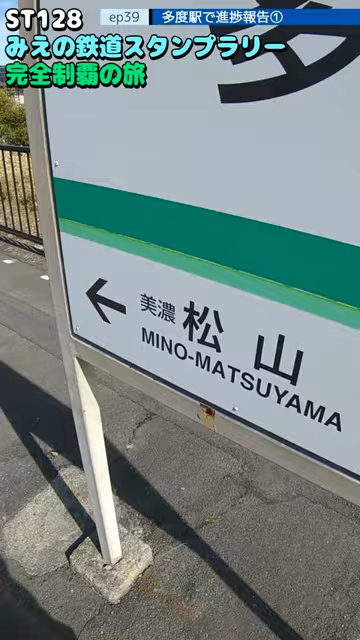 ST128
ep39
多度駅で進捗報告①
みえの鉄道スタンプラリー
完全制覇の旅
多
← 美濃松山
MINO-MATSUYAMA